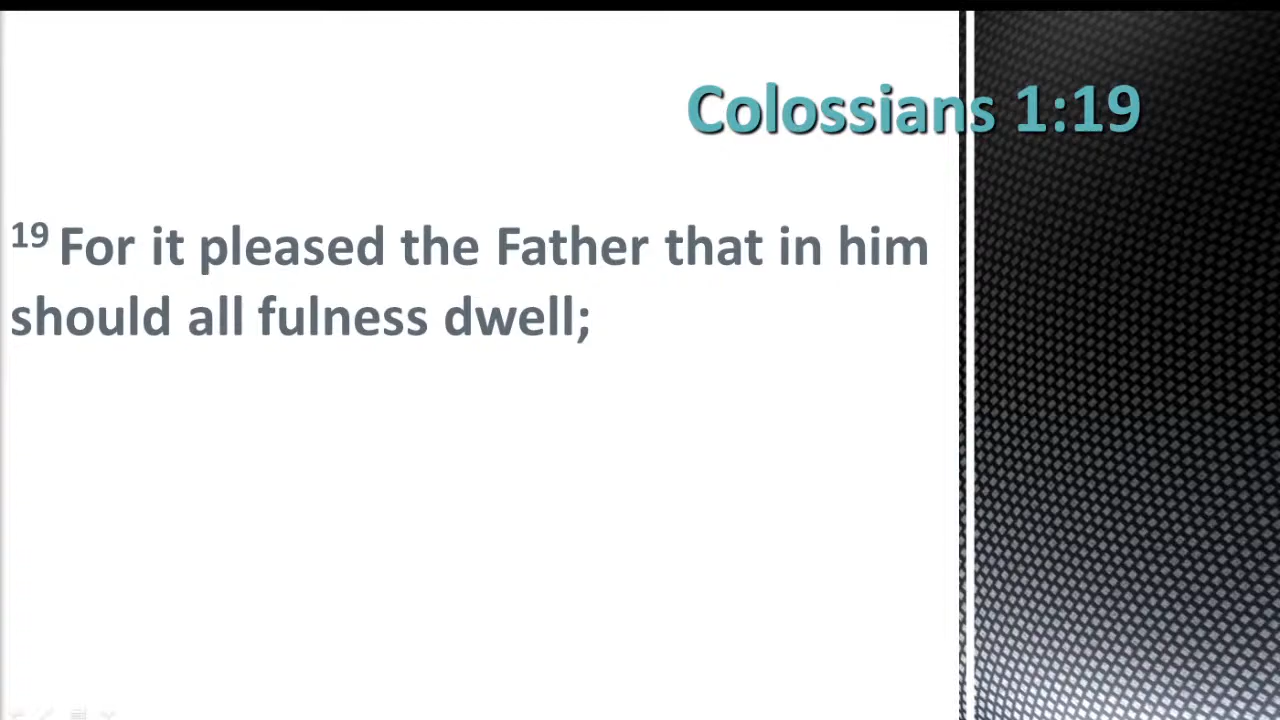 Colossians 1:19
19 For it pleased the Father that in him
should all fulness dwell;